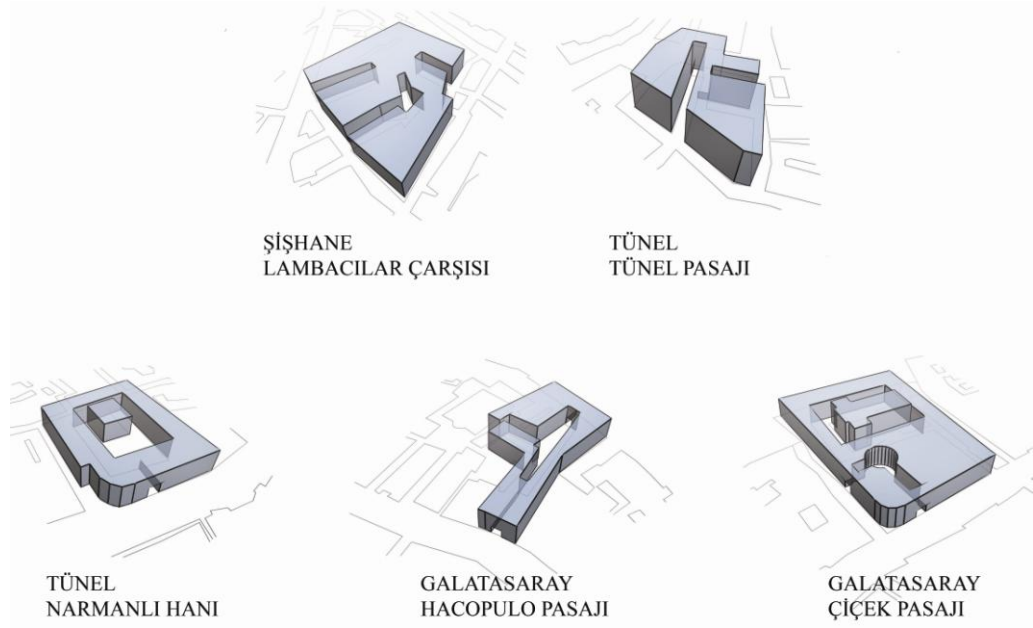 ŞİŞHANE
LAMBACILAR ÇARŞISI
TÜNEL
TÜNEL PASAJI
TÜNEL
NARMANLI HANI
GALATASARAY
HACOPULO PASAJI
GALATASARAY
ÇİÇEK PASAJI